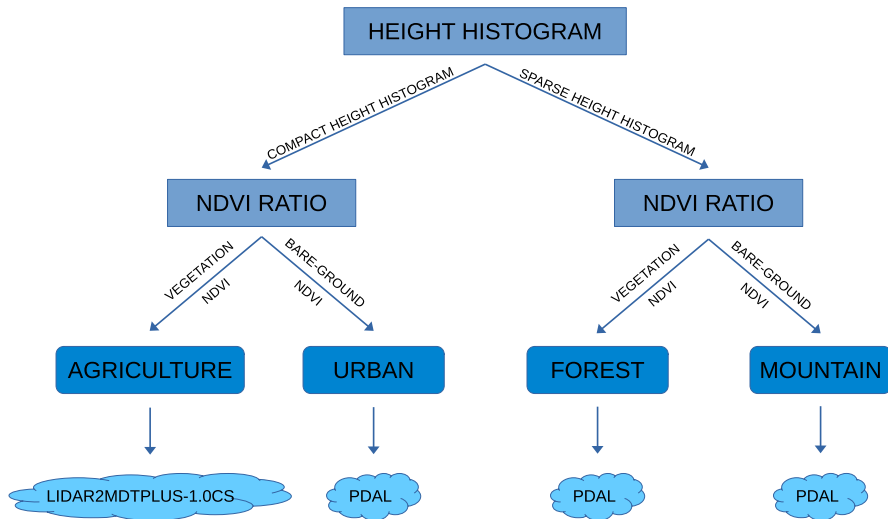 HEIGHT HISTOGRAM
COMPACT HEIGHT HISTOGRAM
SPARSE HEIGHT HISTOGRAM
NDVI RATIO
NDVI RATIO
VEGETATION
NDVI
BARE-GROUND
NDVI
VEGETATION
NDVI
BARE-GROUND
NDVI
AGRICULTURE
URBAN
FOREST
MOUNTAIN
LIDAR2MDTPLUS-1.0CS
PDAL
PDAL
PDAL